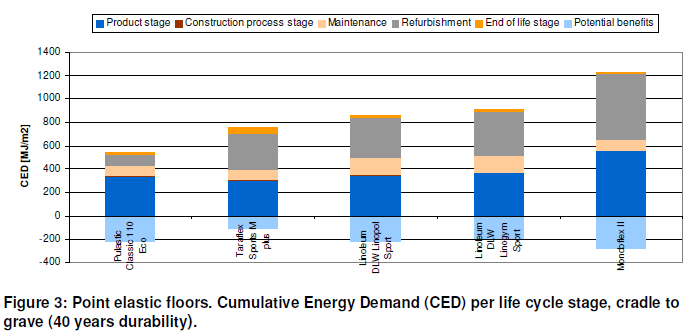 Product stage Construction process stage Maintenance Refurbishment End of life stage Potential benefits
1400
1200
1000
800
600
400
200
0
-200
-400
CED [MJ/m2]
Pulastic
Classic 110
Eco
Taraflex
Sports M
plus
Linoleum
DLW Linopol
Sport
Linoleum
DLW
Linogym
Sport
Mondoflex II
Figure 3: Point elastic floors. Cumulative Energy Demand (CED) per life cycle stage, cradle to
grave (40 years durability).